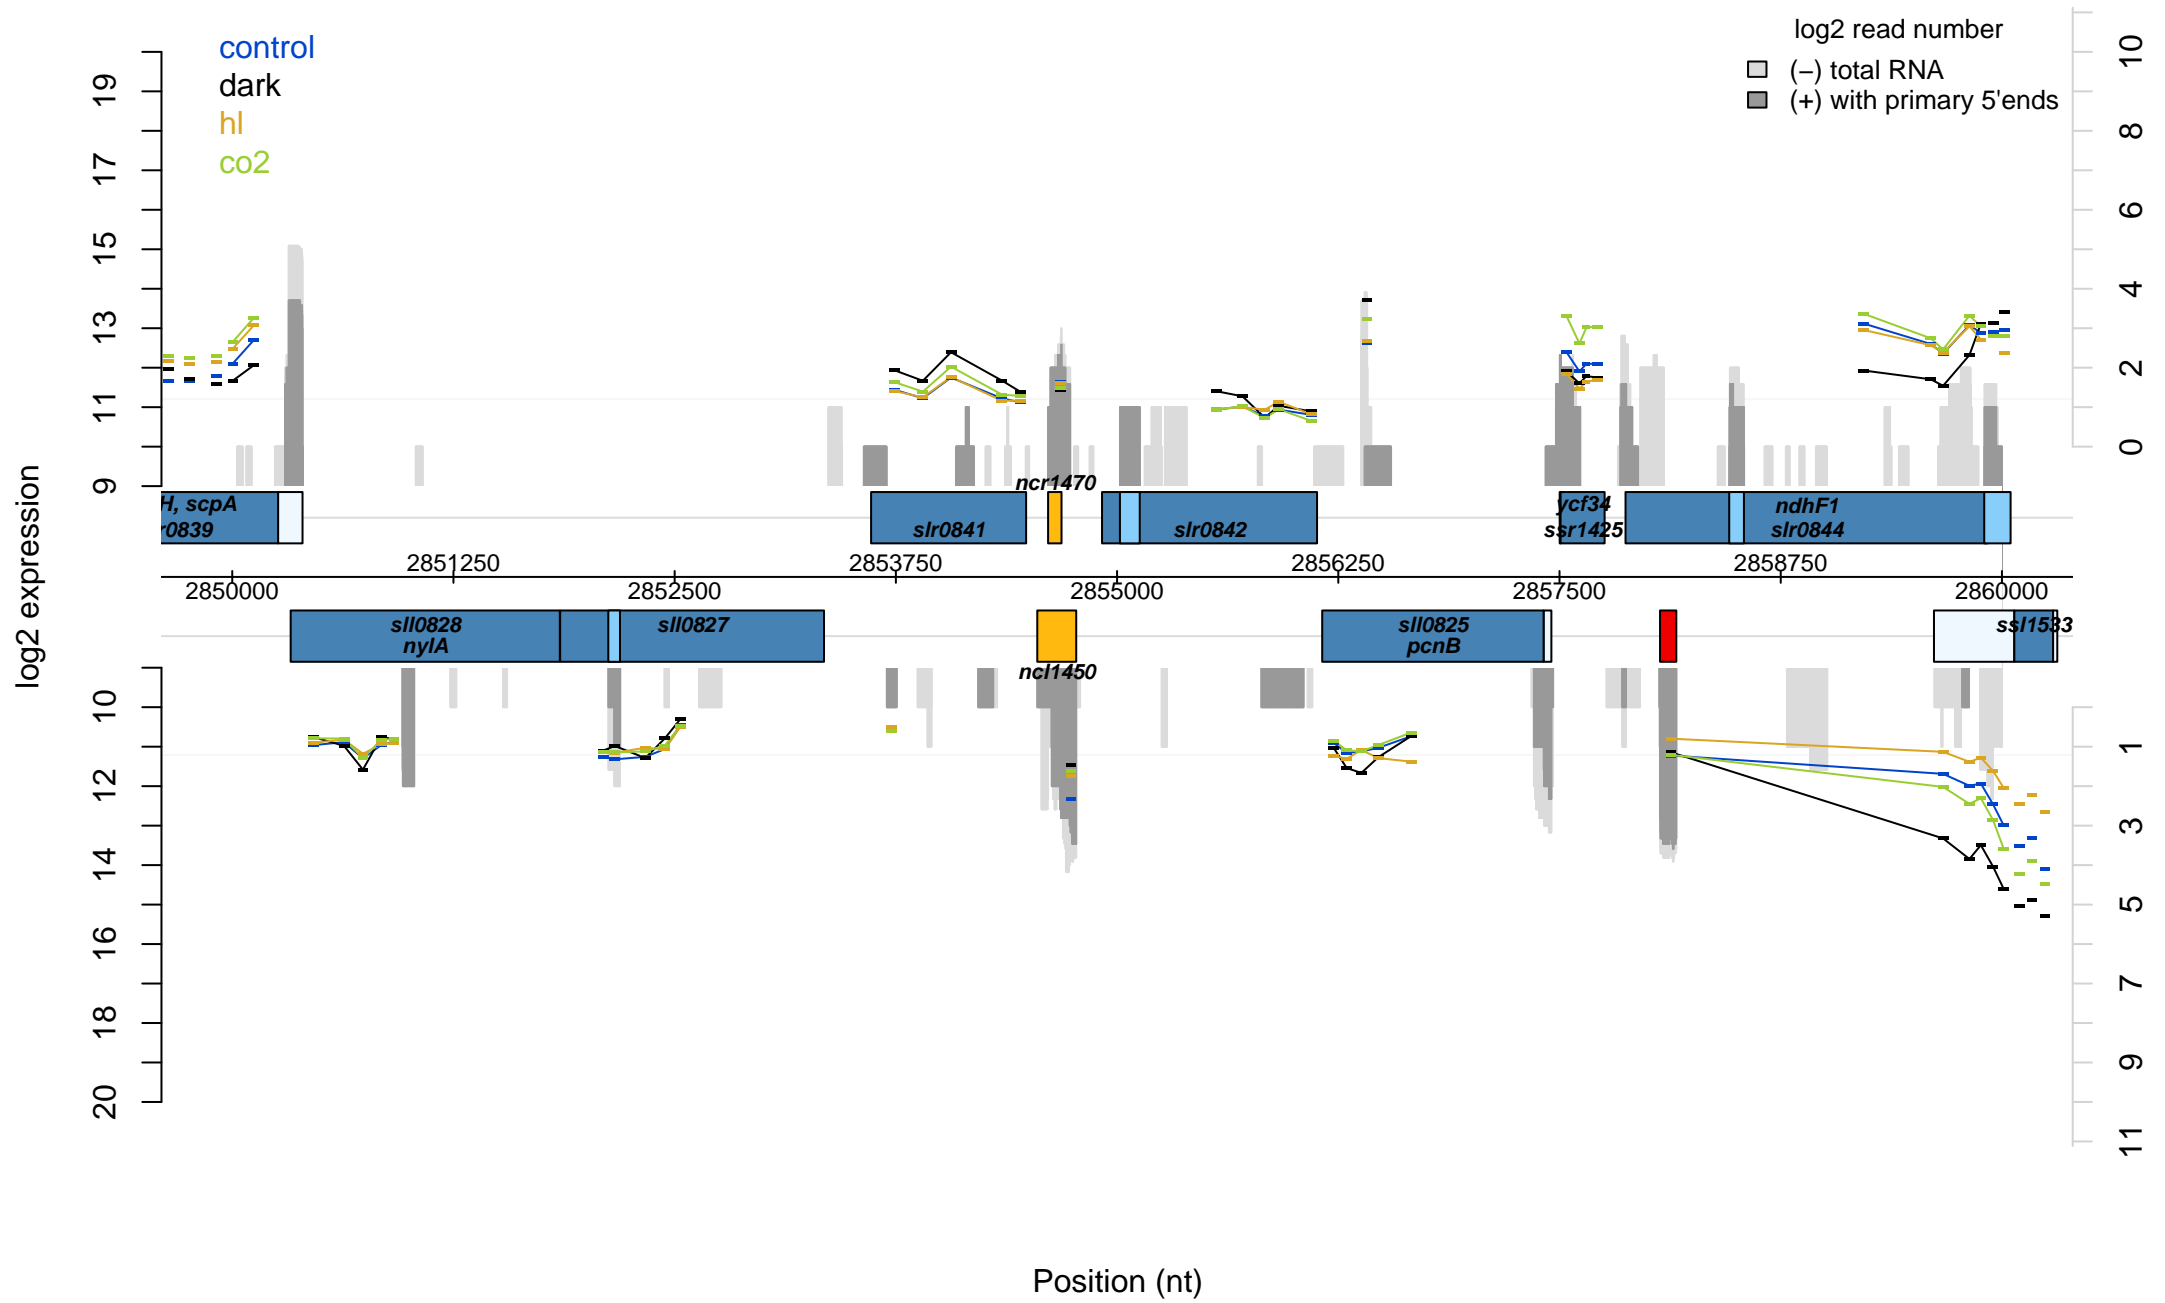 control
dark
hl
co2
log2 read number
(−) total RNA
(+) with primary 5'ends
19
17
15
13
11
9
10
8
6
4
2
0
log2 expression
H, scpA
r0839
slr0841
ncr1470
slr0842
ycf34
ssr1425
ndhF1
slr0844
2851250
2853750
2856250
2858750
2850000
2852500
2855000
2857500
2860000
sll0828
nylA
sll0827
ncl1450
sll0825
pcnB
ssl1533
10
12
14
16
18
20
1
3
5
7
9
11
Position (nt)